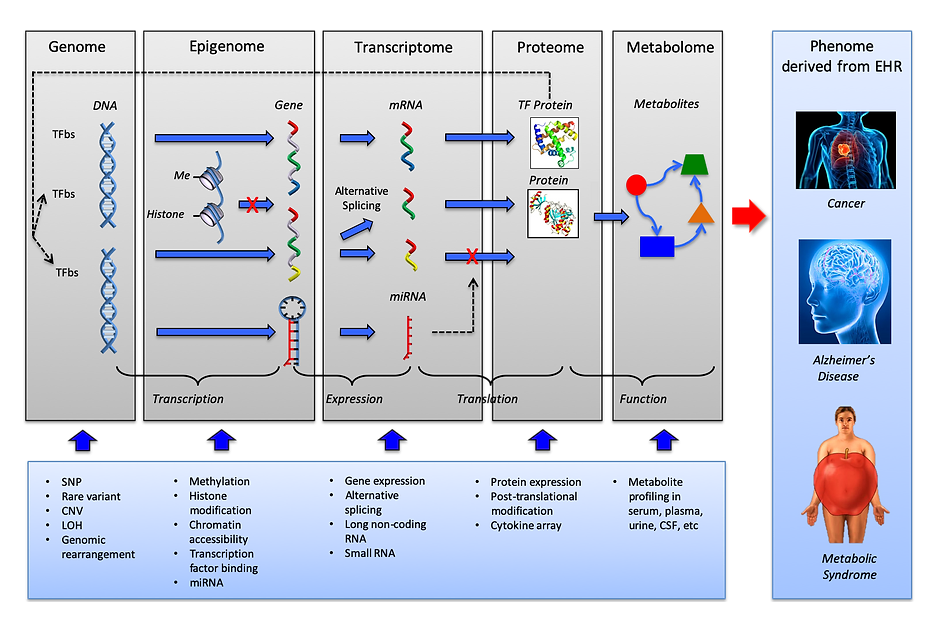 Genome
Epigenome
Transcriptome
Proteome
Metabolome
Phenome
derived from EHR
DNA
Gene
mRNA
TF Protein
Metabolites
TFbs
Me
Protein
TFbs
Alternative
Splicing
Histone
Cancer
TFbs
miRNA
Alzheimer's
Disease
Transcription
Expression
Translation
Function
• SNP
• Rare variant
• CNV
• LOH
• Genomic
rearrangement
• Methylation
• Histone
modification
• Chromatin
accessibility
• Transcription
factor binding
• miRNA
• Gene expression
• Alternative
splicing
• Long non-coding
RNA
• Small RNA
• Protein expression
• Post-translational
modification
• Cytokine array
• Metabolite
profiling in
serum, plasma,
urine, CSF, etc
Metabolic
Syndrome